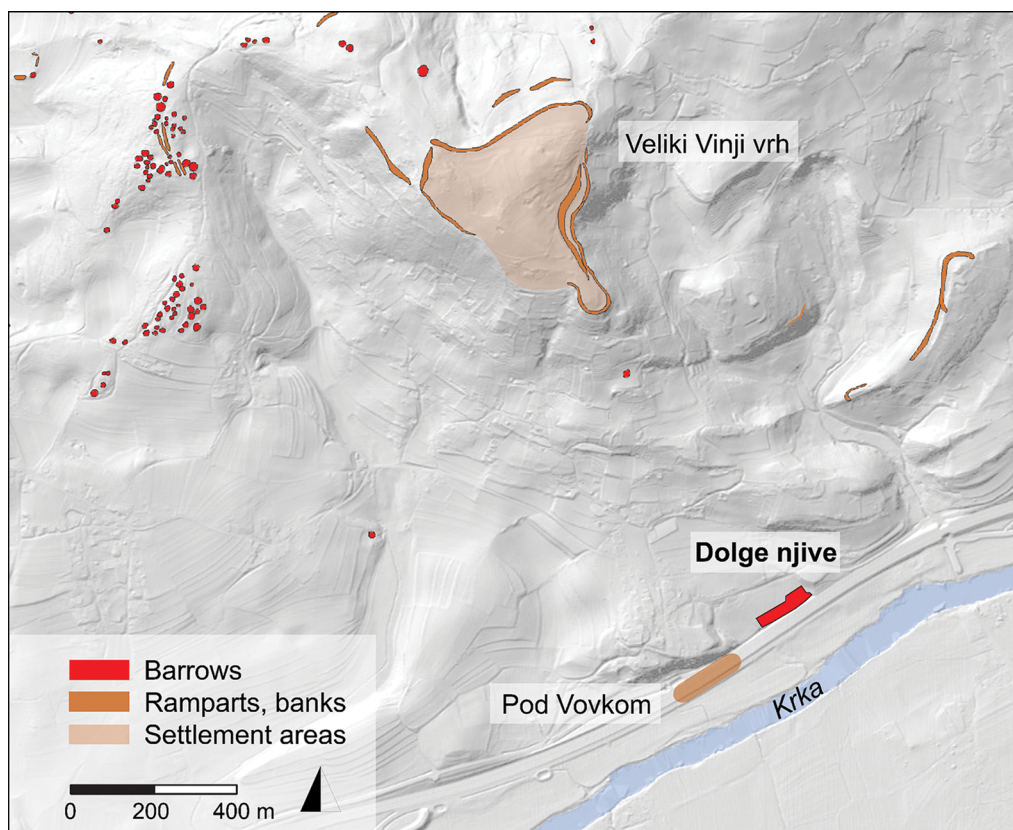 Veliki Vinji vrh
Dolge njive
Pod Vovkom
Krka
Barrows
Ramparts, banks
Settlement areas
0 200 400 m